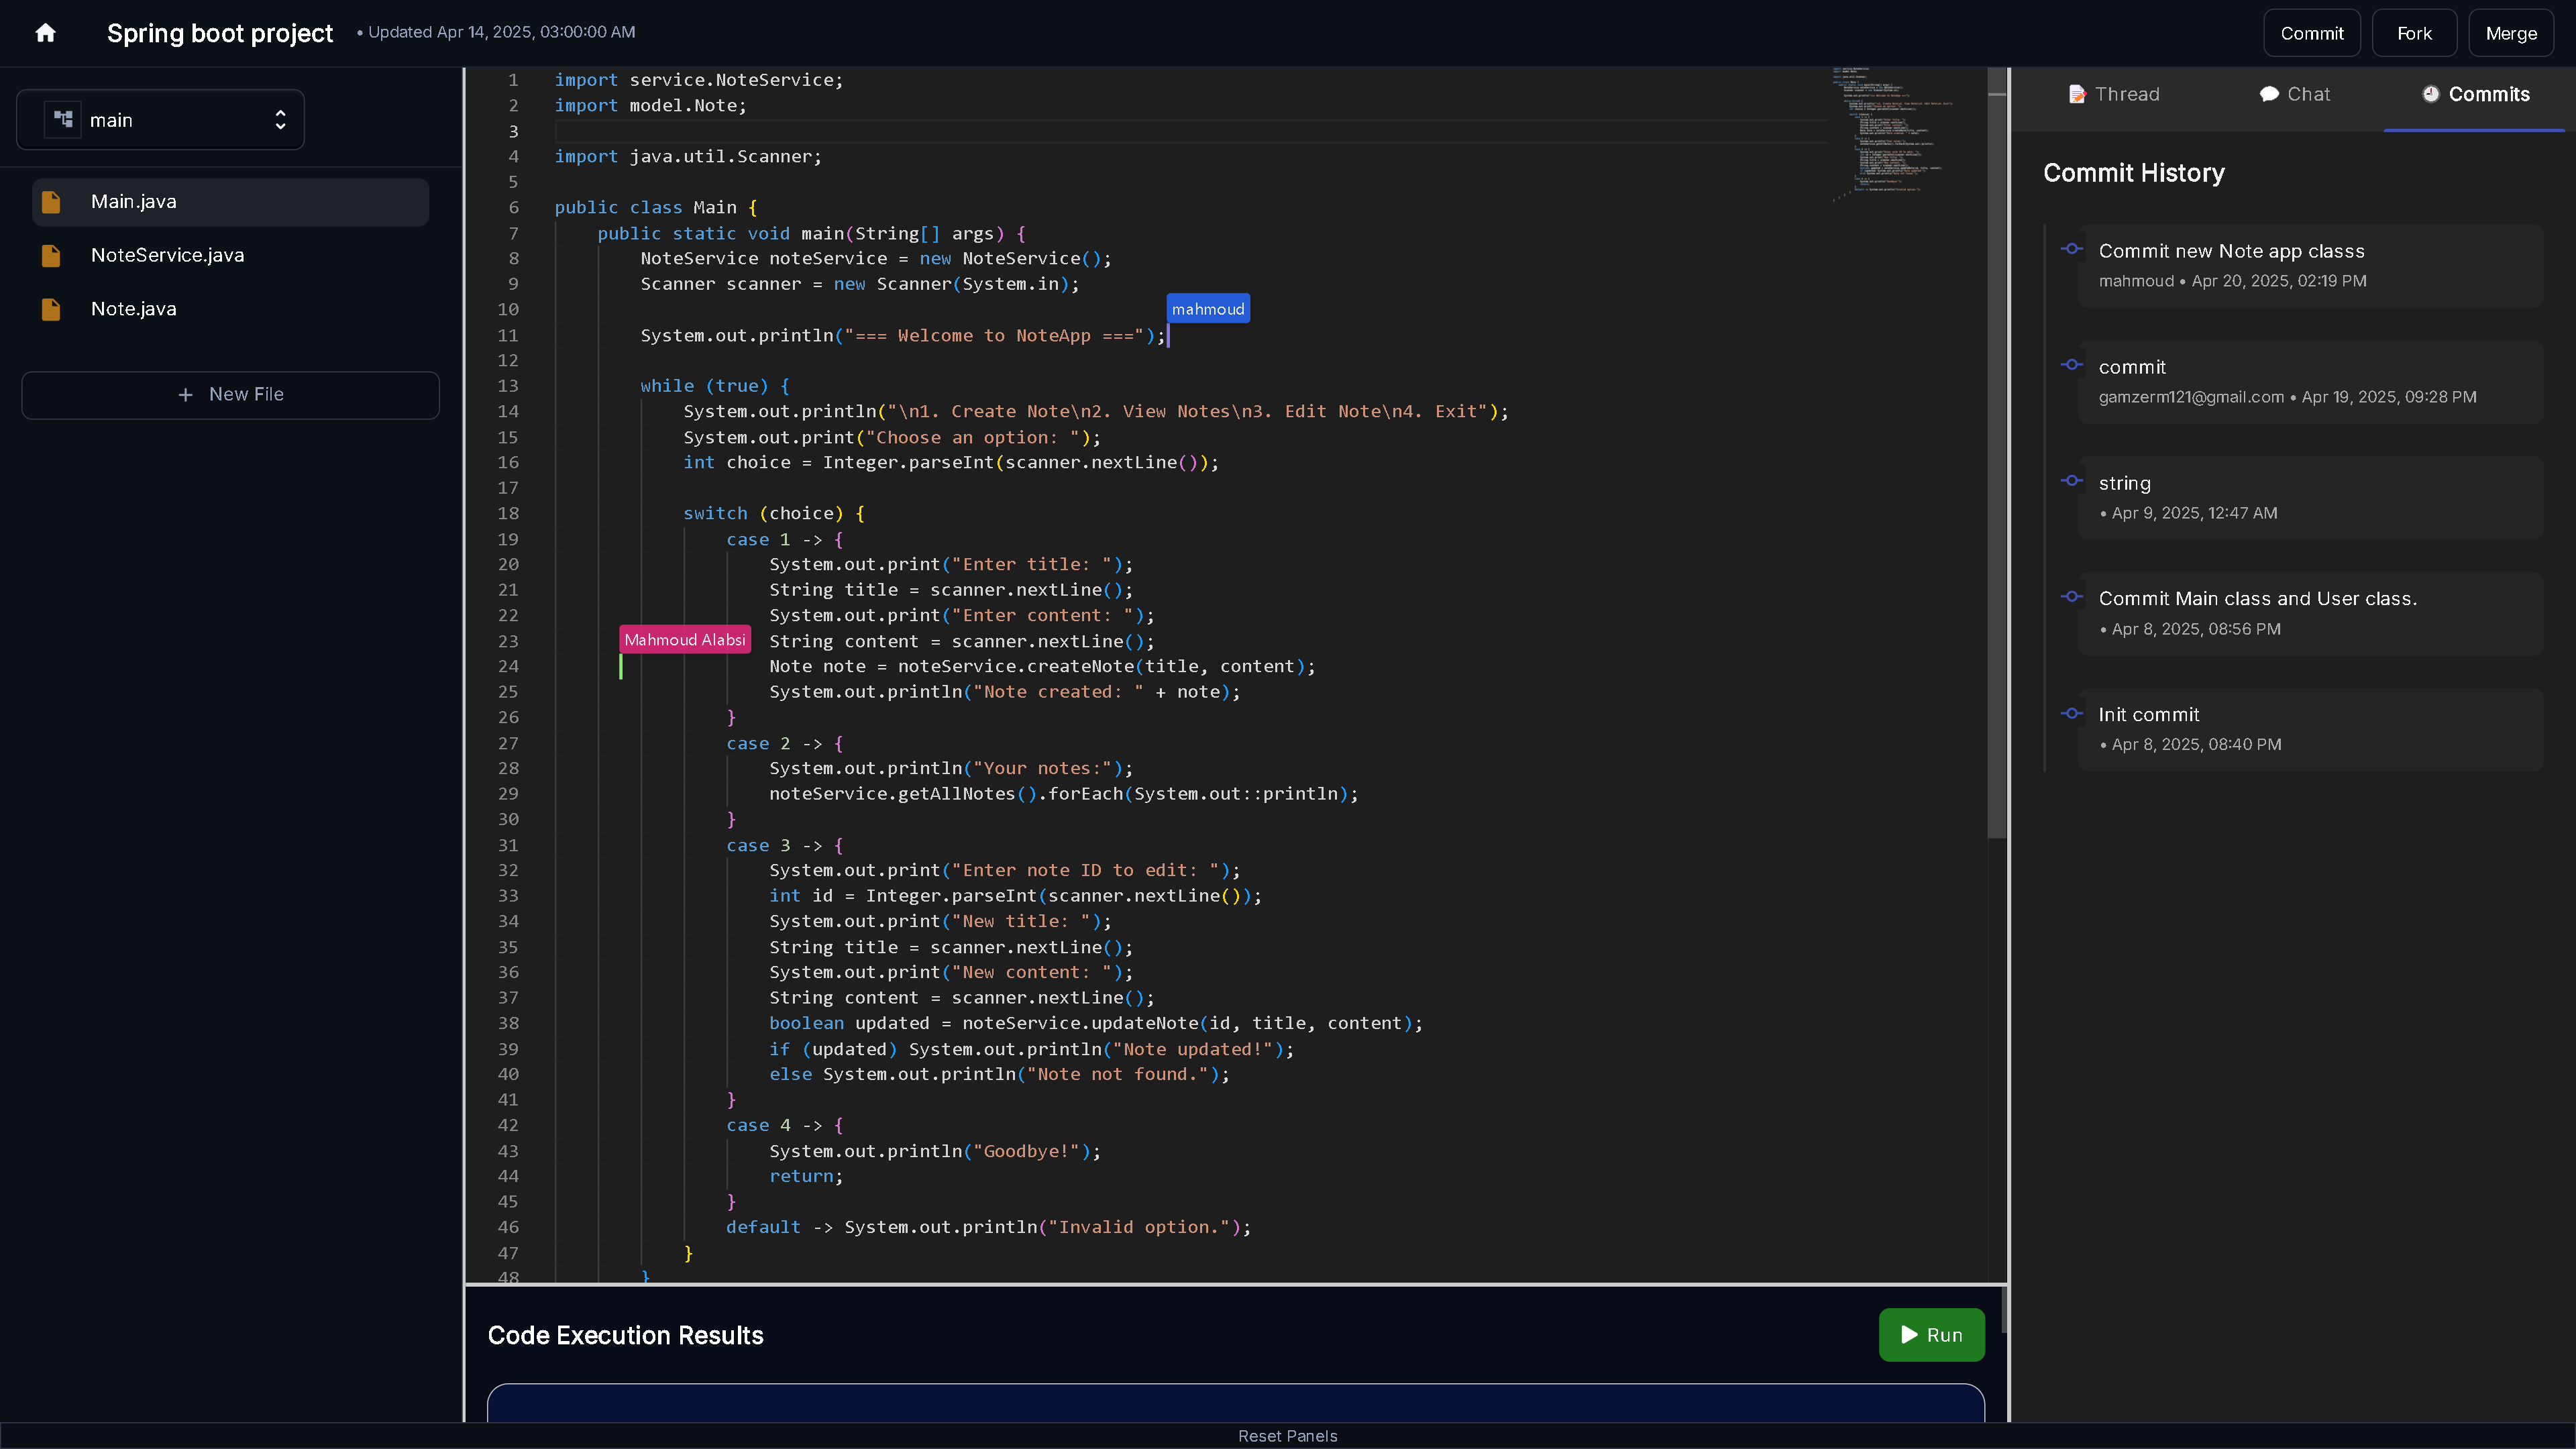 Spring boot project • Updated Apr 14, 2025, 03:00:00 AM
Commit Fork Merge
main
Main.java
NoteService.java
Note.java
+ New File
1 import service.NoteService;
2 import model.Note;
3
4 import java.util.Scanner;
5
6 public class Main {
7 public static void main(String[] args) {
8 NoteService noteService = new NoteService();
9 Scanner scanner = new Scanner(System.in);
10
mahmoud
11 System.out.println("=== Welcome to NoteApp ===");
12
13 while (true) {
14 System.out.println("\n1. Create Note\n2. View Notes\n3. Edit Note\n4. Exit");
15 System.out.print("Choose an option: ");
16 int choice = Integer.parseInt(scanner.nextLine());
17
18 switch (choice) {
19 case 1 -> {
20 System.out.print("Enter title: ");
21 String title = scanner.nextLine();
22 System.out.print("Enter content: ");
Mahmoud Alabsi
23 String content = scanner.nextLine();
24 Note note = noteService.createNote(title, content);
25 System.out.println("Note created: " + note);
26 }
27 case 2 -> {
28 System.out.println("Your notes:");
29 noteService.getAllNotes().forEach(System.out::println);
30 }
31 case 3 -> {
32 System.out.print("Enter note ID to edit: ");
33 int id = Integer.parseInt(scanner.nextLine());
34 System.out.print("New title: ");
35 String title = scanner.nextLine();
36 System.out.print("New content: ");
37 String content = scanner.nextLine();
38 boolean updated = noteService.updateNote(id, title, content);
39 if (updated) System.out.println("Note updated!");
40 else System.out.println("Note not found.");
41 }
42 case 4 -> {
43 System.out.println("Goodbye!");
44 return;
45 }
46 default -> System.out.println("Invalid option.");
47 }
48 }
Code Execution Results
Run
Thread Chat Commits
Commit History
Commit new Note app classs
mahmoud • Apr 20, 2025, 02:19 PM
commit
gamzerm121@gmail.com • Apr 19, 2025, 09:28 PM
string
• Apr 9, 2025, 12:47 AM
Commit Main class and User class.
• Apr 8, 2025, 08:56 PM
Init commit
• Apr 8, 2025, 08:40 PM
Reset Panels